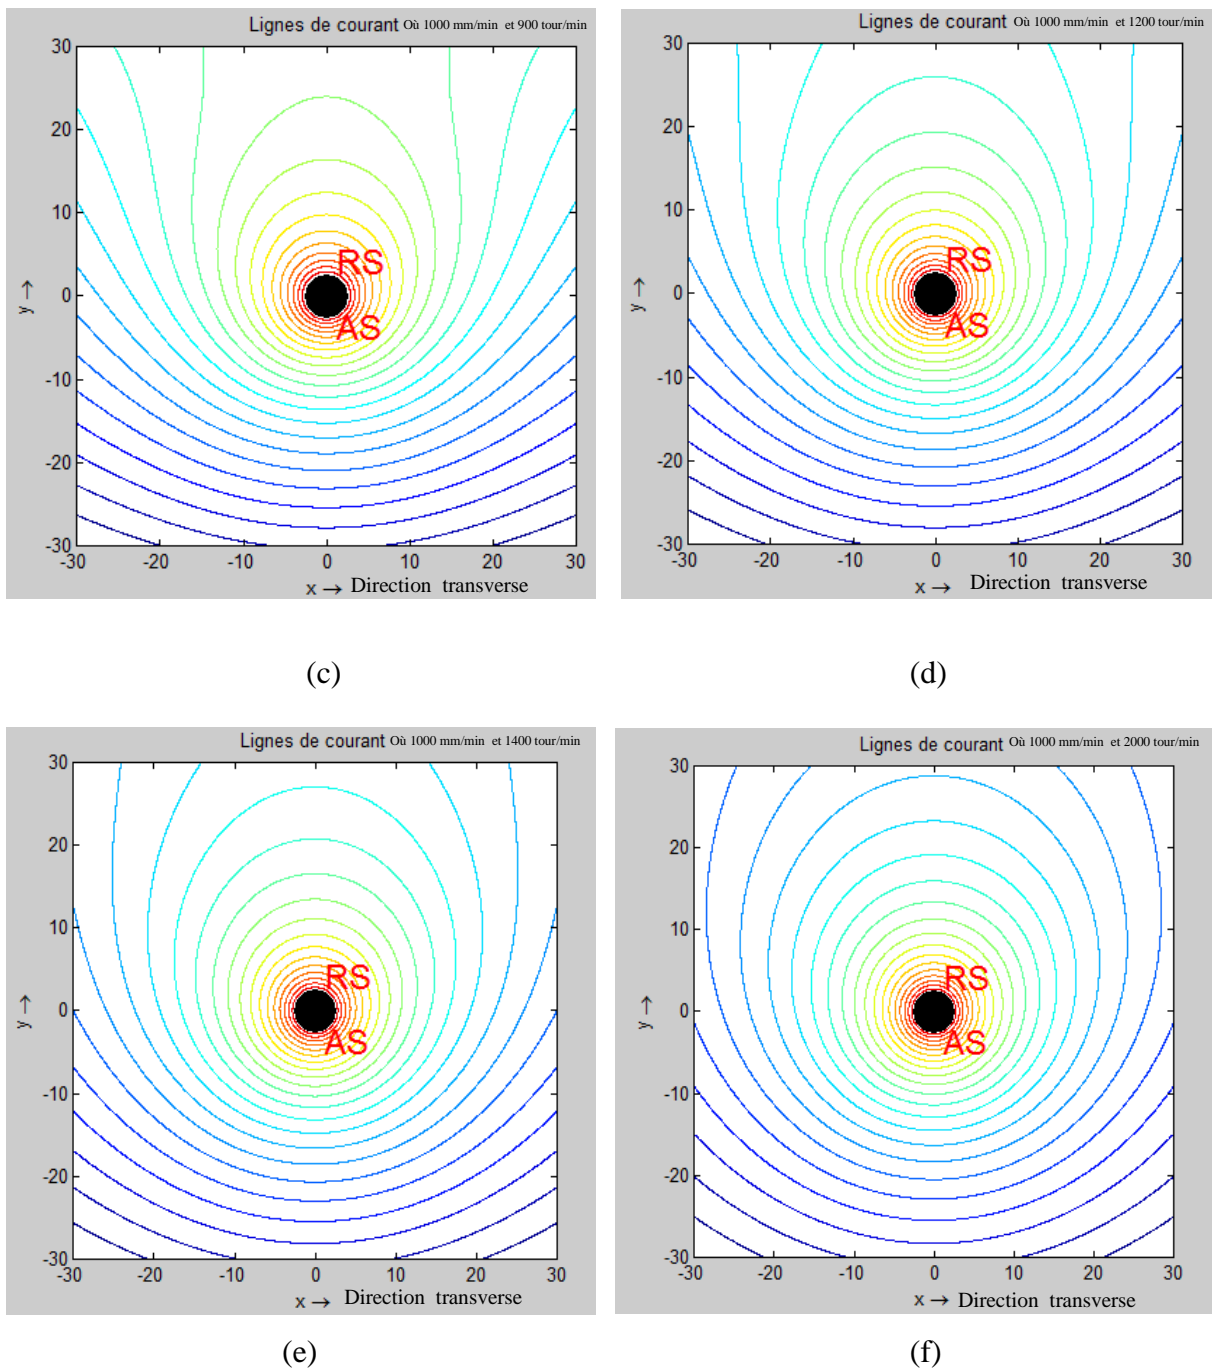 Lignes de courant Où 1000 mm/min et 900 tour/min
30
20
10
0
-10
-20
-30
-30 -20 -10 0 10 20 30
y →
RS
AS
x → Direction transverse
(c)
Lignes de courant Où 1000 mm/min et 1200 tour/min
30
20
10
0
-10
-20
-30
-30 -20 -10 0 10 20 30
y →
RS
AS
x → Direction transverse
(d)
Lignes de courant Où 1000 mm/min et 1400 tour/min
30
20
10
0
-10
-20
-30
-30 -20 -10 0 10 20 30
y →
RS
AS
x → Direction transverse
(e)
Lignes de courant Où 1000 mm/min et 2000 tour/min
30
20
10
0
-10
-20
-30
-30 -20 -10 0 10 20 30
y →
RS
AS
x → Direction transverse
(f)